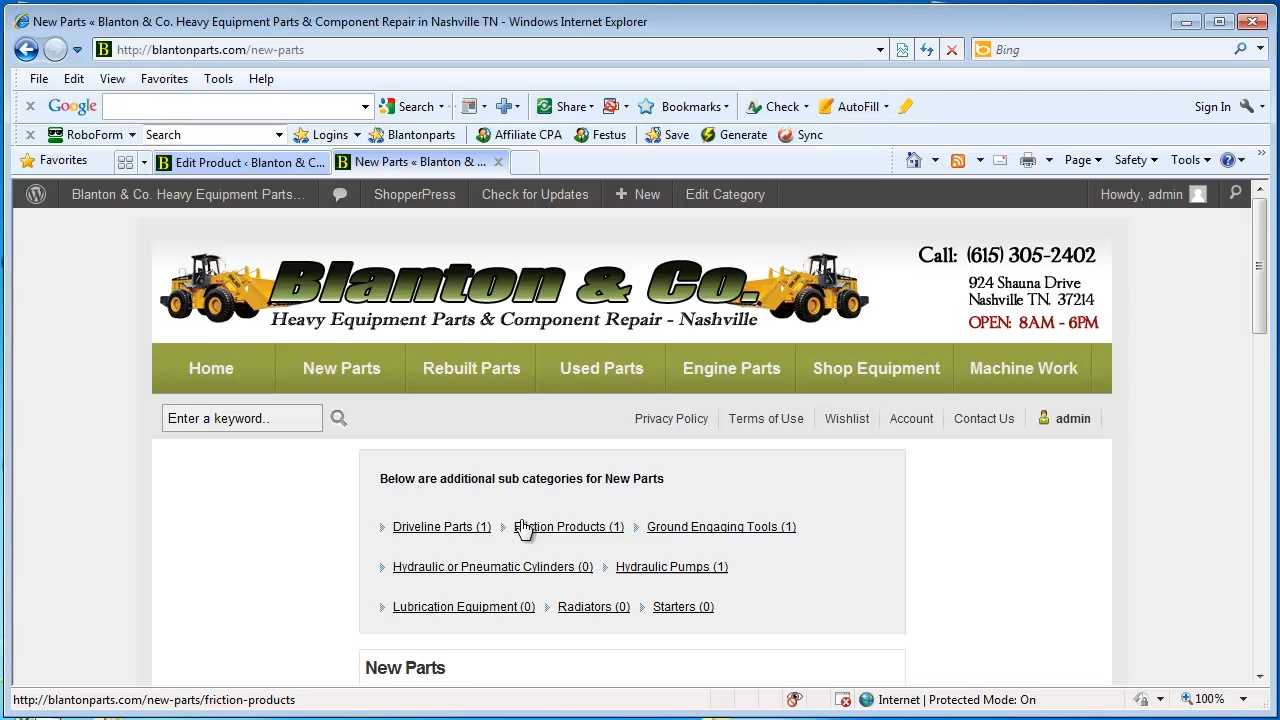 New Parts « Blanton & Co. Heavy Equipment Parts & Component Repair in Nashville TN - Windows Internet Explorer
B http://blantonparts.com/new-parts Bing
File Edit View Favorites Tools Help
Google Search Share Bookmarks Check AutoFill Sign In
RoboForm Search Logins Blantonparts Affiliate CPA Festus Save Generate Sync
Favorites B Edit Product ‹ Blanton & C... B New Parts « Blanton & ... Page Safety Tools
Blanton & Co. Heavy Equipment Parts... ShopperPress Check for Updates New Edit Category Howdy, admin
Blanton & Co.
Heavy Equipment Parts & Component Repair - Nashville
Call: (615) 305-2402
924 Shauna Drive
Nashville TN. 37214
OPEN: 8AM - 6PM
Home New Parts Rebuilt Parts Used Parts Engine Parts Shop Equipment Machine Work
Enter a keyword.. Privacy Policy Terms of Use Wishlist Account Contact Us admin
Below are additional sub categories for New Parts
Driveline Parts (1) Friction Products (1) Ground Engaging Tools (1)
Hydraulic or Pneumatic Cylinders (0) Hydraulic Pumps (1)
Lubrication Equipment (0) Radiators (0) Starters (0)
New Parts
http://blantonparts.com/new-parts/friction-products Internet | Protected Mode: On 100%